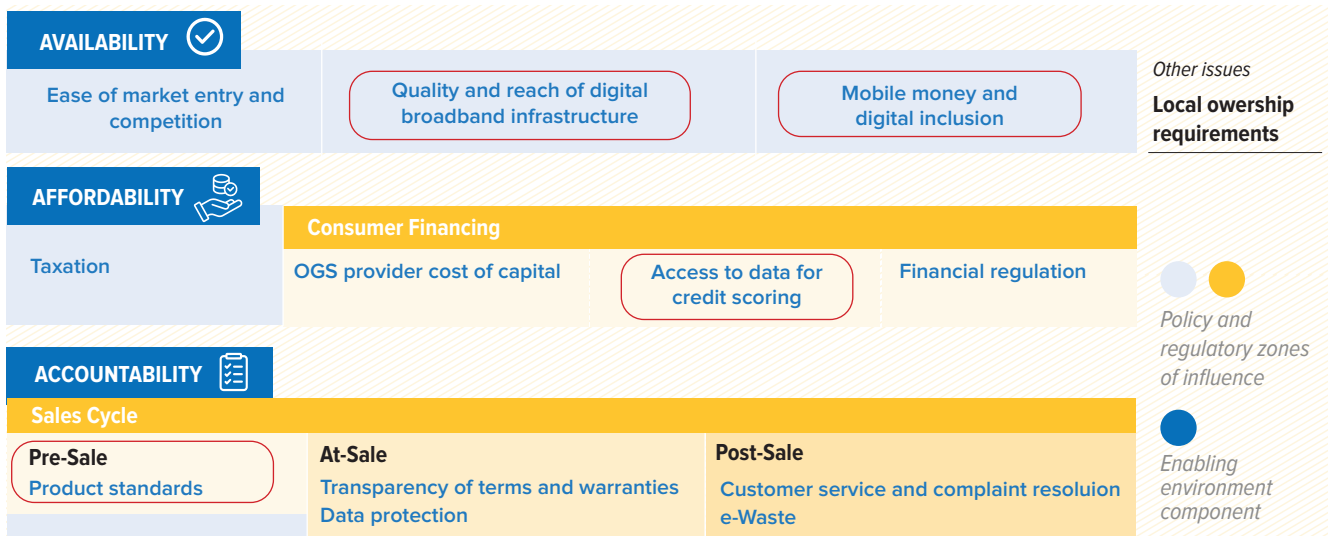 AVAILABILITY
Ease of market entry and
competition
Quality and reach of digital
broadband infrastructure
Mobile money and
digital inclusion
Other issues
Local owership
requirements
AFFORDABILITY
Consumer Financing
Taxation
OGS provider cost of capital
Access to data for
credit scoring
Financial regulation
Policy and
regulatory zones
of influence
ACCOUNTABILITY
Sales Cycle
Pre-Sale
Product standards
At-Sale
Transparency of terms and warranties
Data protection
Post-Sale
Customer service and complaint resoluion
e-Waste
Enabling
environment
component